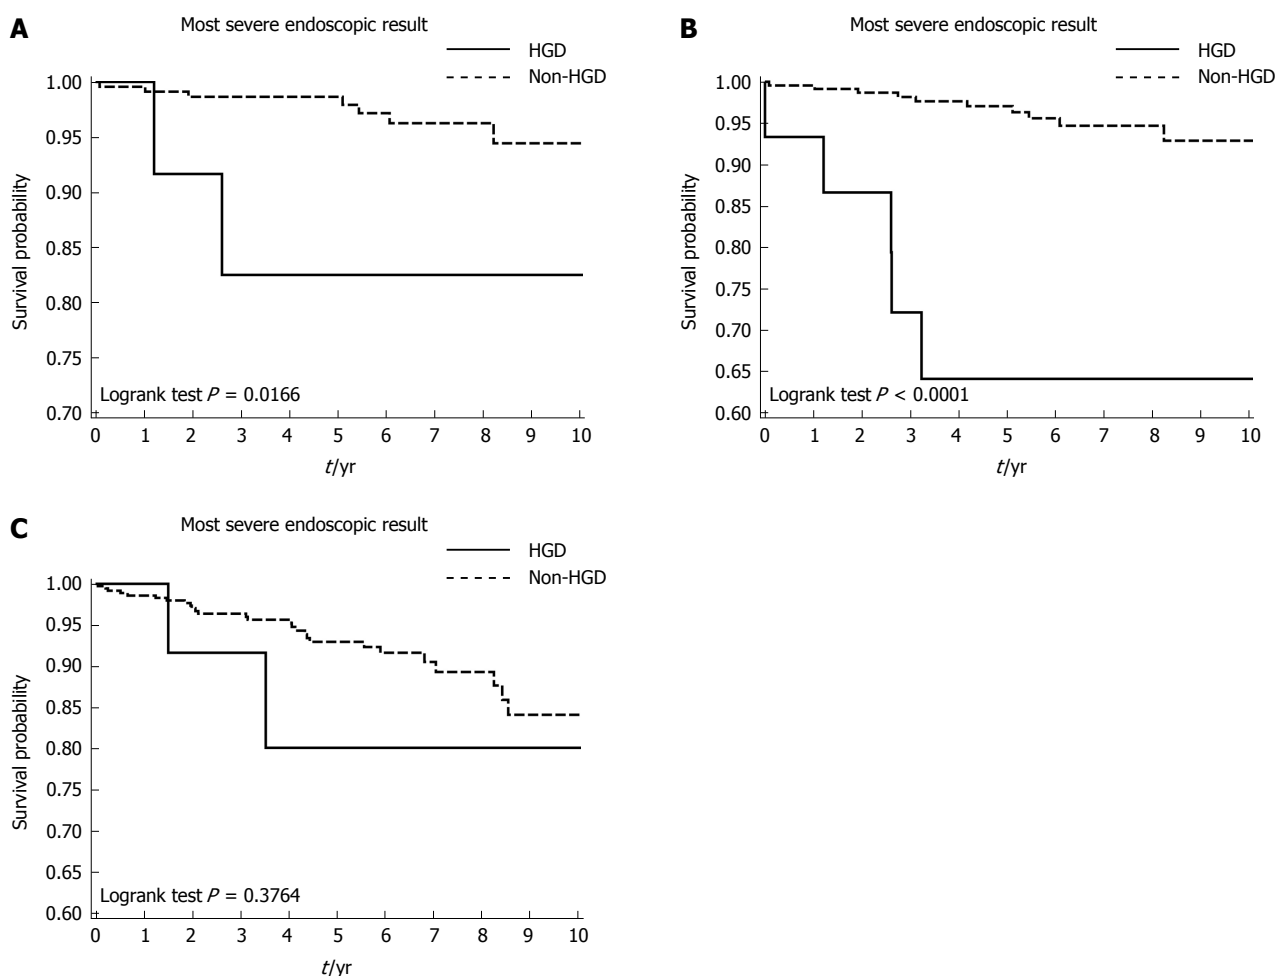 A
Most severe endoscopic result
HGD
Non-HGD
1.00
0.95
0.90
0.85
0.80
0.75
0.70
Survival probability
Logrank test P = 0.0166
0 1 2 3 4 5 6 7 8 9 10
t/yr
B
Most severe endoscopic result
HGD
Non-HGD
1.00
0.95
0.90
0.85
0.80
0.75
0.70
0.65
0.60
Survival probability
Logrank test P < 0.0001
0 1 2 3 4 5 6 7 8 9 10
t/yr
C
Most severe endoscopic result
HGD
Non-HGD
1.00
0.95
0.90
0.85
0.80
0.75
0.70
0.65
0.60
Survival probability
Logrank test P = 0.3764
0 1 2 3 4 5 6 7 8 9 10
t/yr